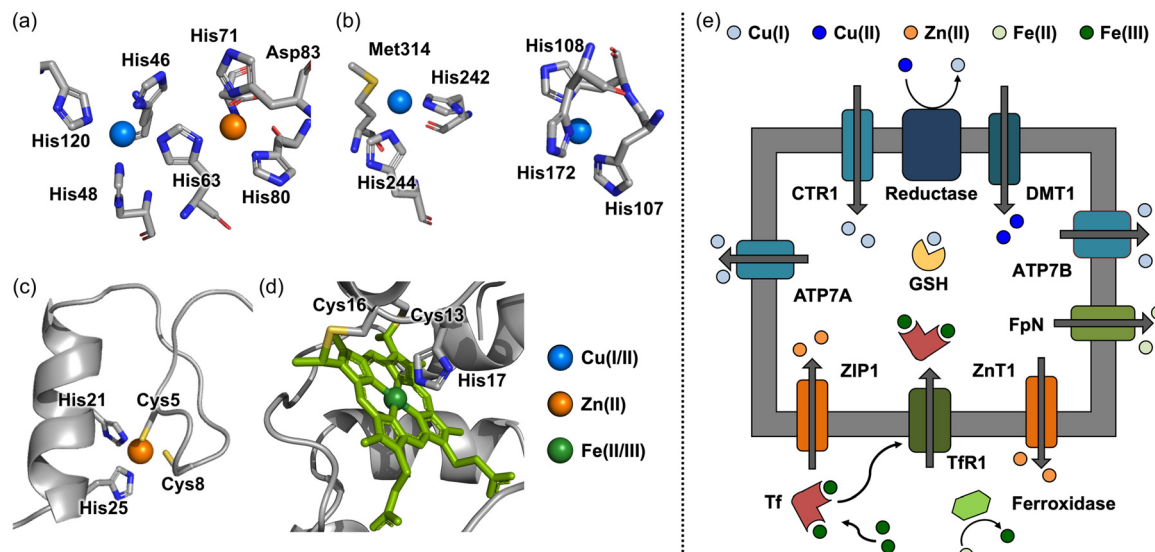 (a)
His46
His71
Asp83
His120
His48
His63
His80
(b)
Met314
His242
His108
His244
His172
His107
(c)
His21
Cys5
His25
Cys8
(d)
Cys16
Cys13
His17
Cu(I/II)
Zn(II)
Fe(II/III)
(e)
Cu(I) Cu(II) Zn(II) Fe(II) Fe(III)
CTR1
Reductase
DMT1
ATP7A
GSH
ATP7B
FpN
ZIP1
ZnT1
TfR1
Tf
Ferroxidase